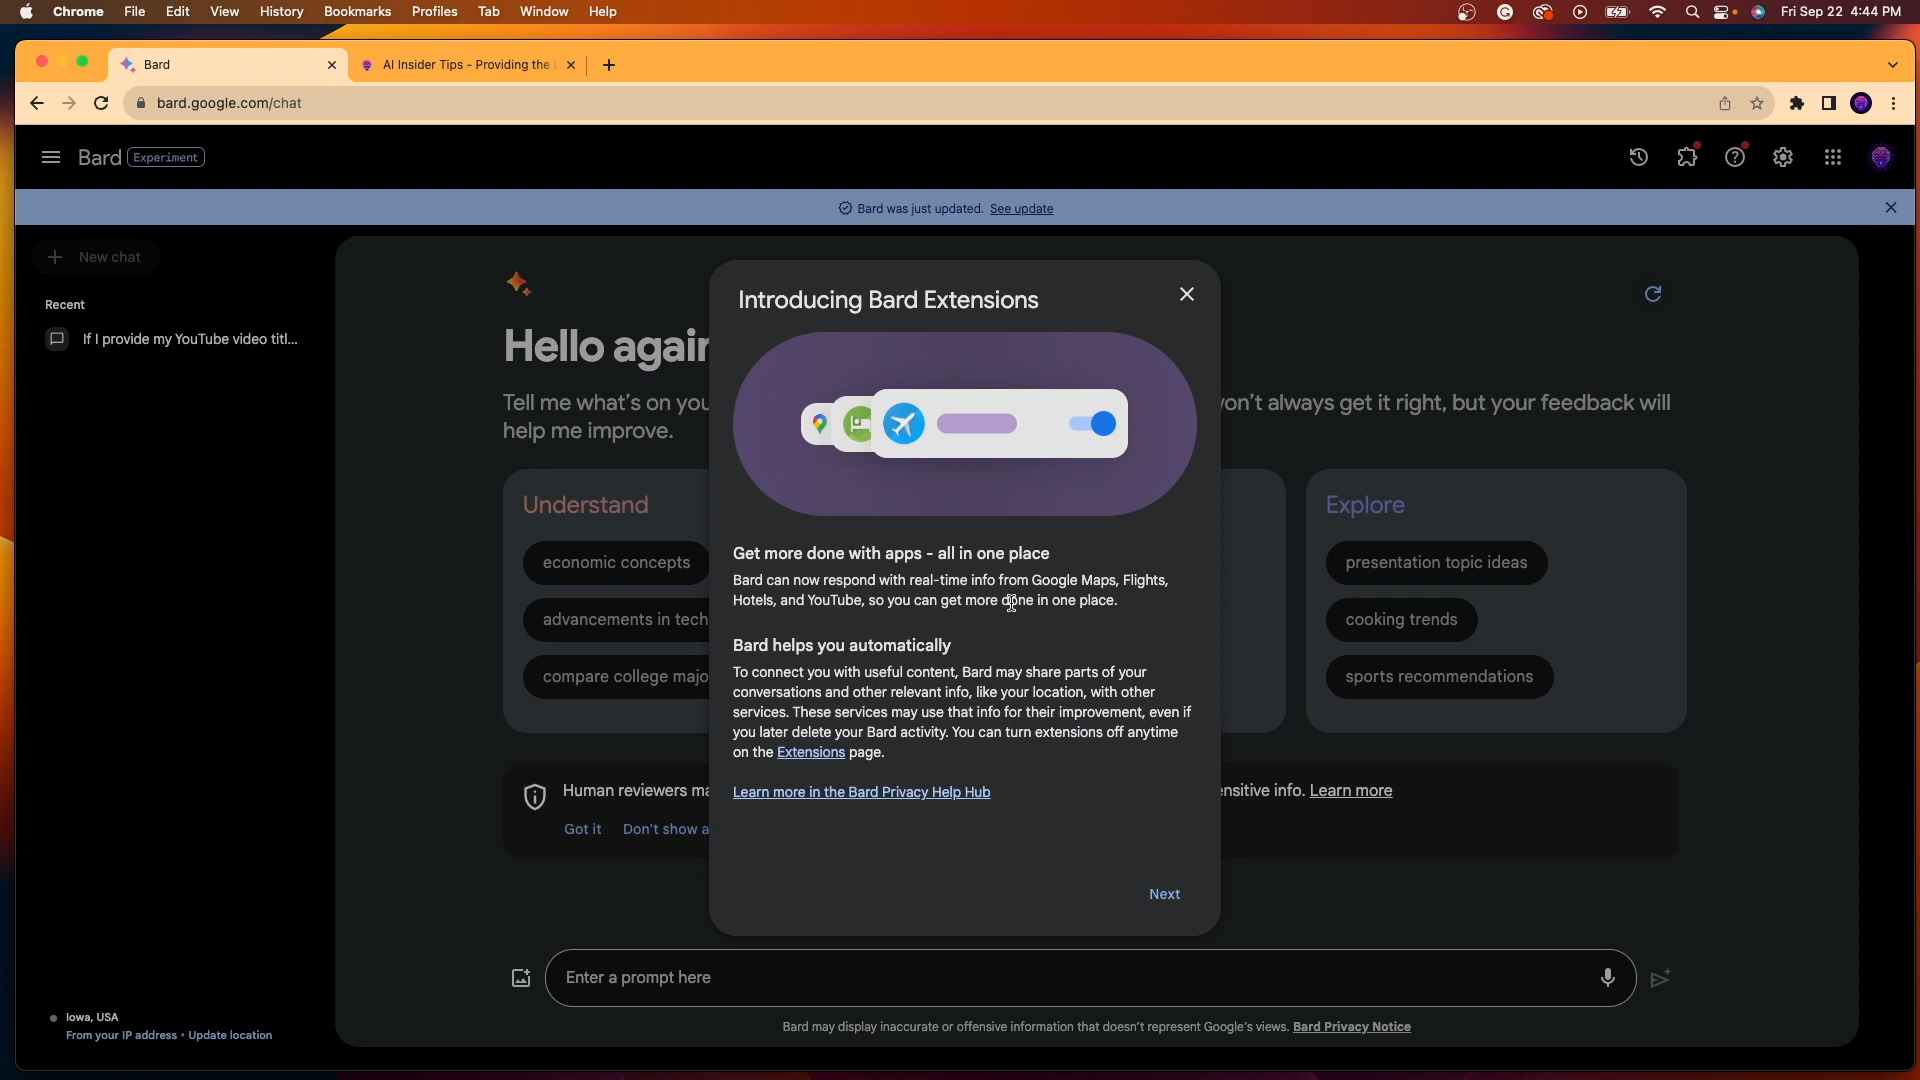 Chrome File Edit View History Bookmarks Profiles Tab Window Help Fri Sep 22 4:44 PM
Bard AI Insider Tips - Providing the
bard.google.com/chat
Bard Experiment
Bard was just updated. See update
New chat
Recent
If I provide my YouTube video titl...
Introducing Bard Extensions
Hello again
Tell me what's on you on't always get it right, but your feedback will
help me improve.
Understand
economic concepts
advancements in tech
compare college majo
Explore
presentation topic ideas
cooking trends
sports recommendations
Get more done with apps - all in one place
Bard can now respond with real-time info from Google Maps, Flights,
Hotels, and YouTube, so you can get more done in one place.
Bard helps you automatically
To connect you with useful content, Bard may share parts of your
conversations and other relevant info, like your location, with other
services. These services may use that info for their improvement, even if
you later delete your Bard activity. You can turn extensions off anytime
on the Extensions page.
Learn more in the Bard Privacy Help Hub
Human reviewers ma nsitive info. Learn more
Got it Don't show a
Next
Enter a prompt here
Iowa, USA
From your IP address • Update location
Bard may display inaccurate or offensive information that doesn't represent Google's views. Bard Privacy Notice